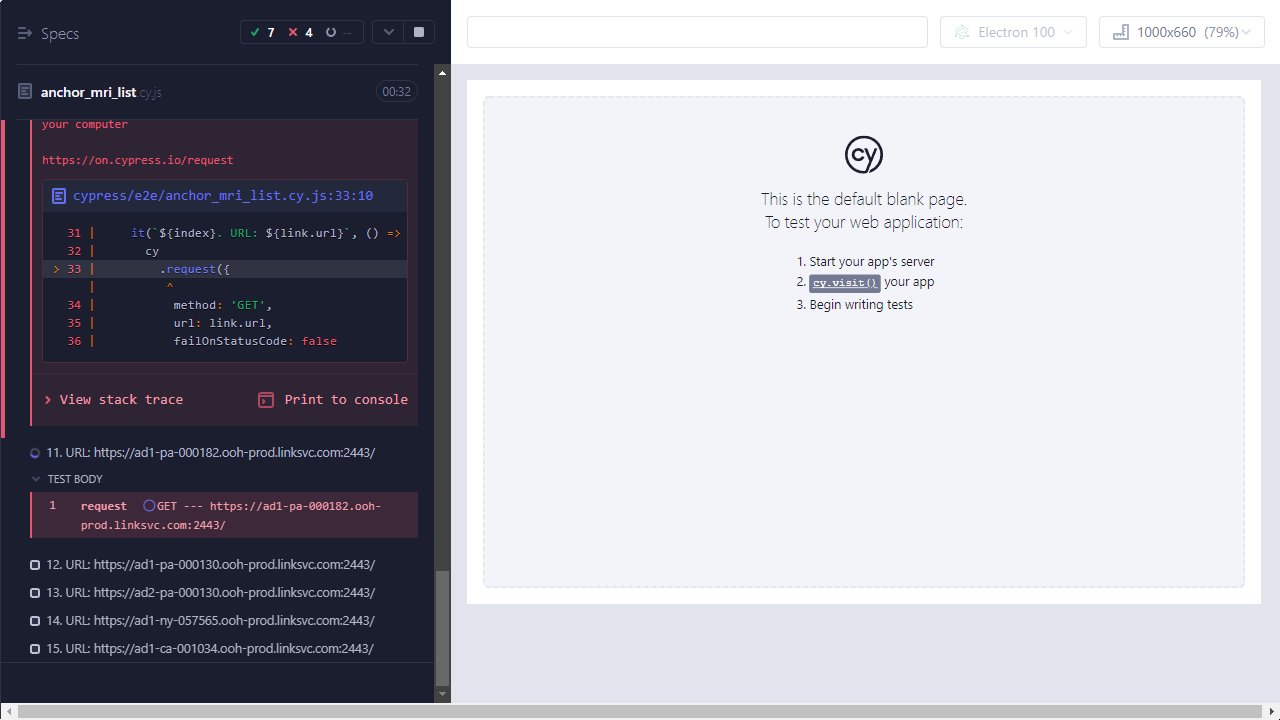 Specs
7
4
--
Electron 100
1000x660 (79%)
anchor_mri_list.cy.js
00:32
your computer
https://on.cypress.io/request
cypress/e2e/anchor_mri_list.cy.js:33:10
31 | it(`${index}. URL: ${link.url}`, () =>
32 | cy
> 33 | .request({
| ^
34 | method: 'GET',
35 | url: link.url,
36 | failOnStatusCode: false
View stack trace
Print to console
11. URL: https://ad1-pa-000182.ooh-prod.linksvc.com:2443/
TEST BODY
1 request GET --- https://ad1-pa-000182.ooh-
prod.linksvc.com:2443/
12. URL: https://ad1-pa-000130.ooh-prod.linksvc.com:2443/
13. URL: https://ad2-pa-000130.ooh-prod.linksvc.com:2443/
14. URL: https://ad1-ny-057565.ooh-prod.linksvc.com:2443/
15. URL: https://ad1-ca-001034.ooh-prod.linksvc.com:2443/
cy
This is the default blank page.
To test your web application:
1. Start your app's server
2. cy.visit() your app
3. Begin writing tests